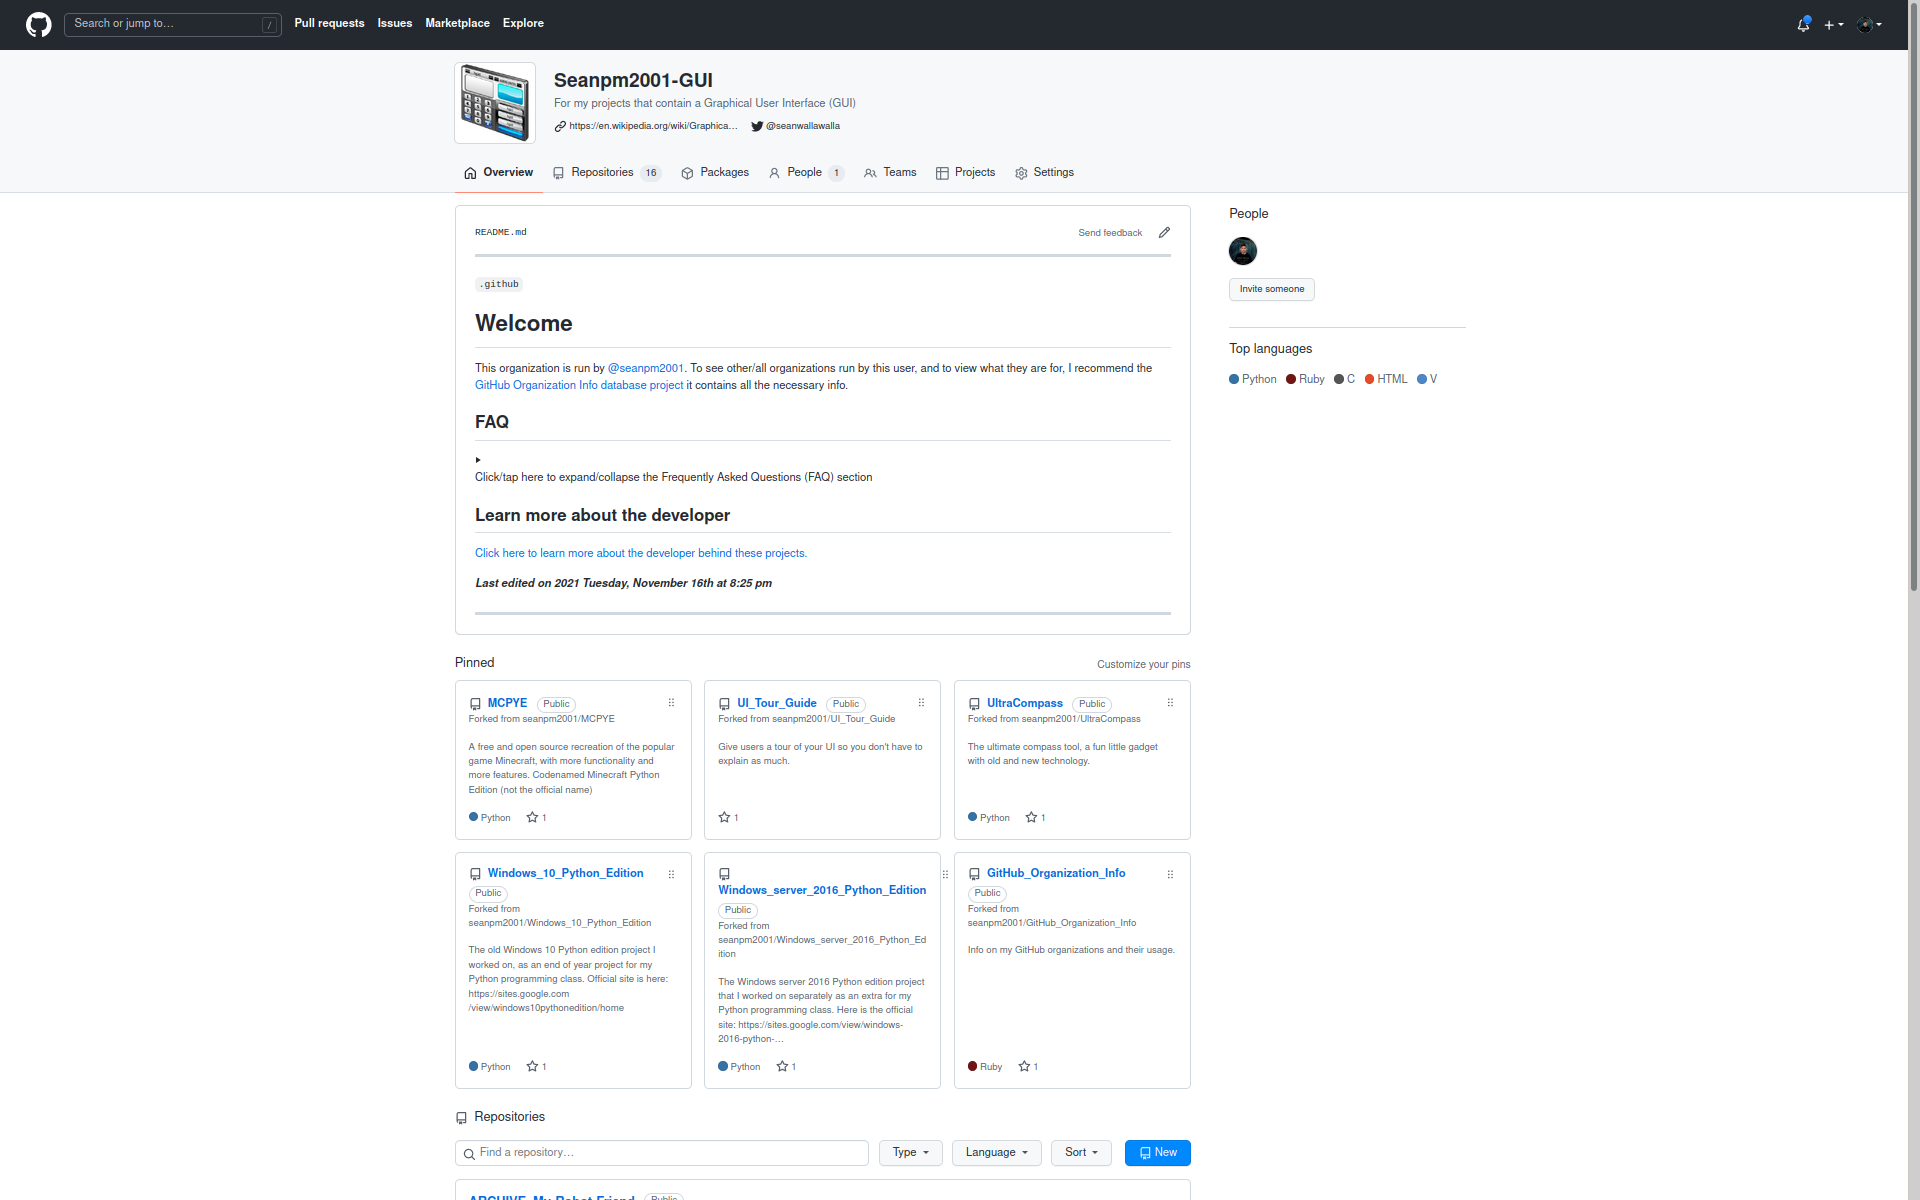 Search or jump to… /
Pull requests Issues Marketplace Explore
Seanpm2001-GUI
For my projects that contain a Graphical User Interface (GUI)
https://en.wikipedia.org/wiki/Graphica… @seanwallawalla
Overview Repositories 16 Packages People 1 Teams Projects Settings
README.md
Send feedback
.github
Welcome
This organization is run by @seanpm2001. To see other/all organizations run by this user, and to view what they are for, I recommend the
GitHub Organization Info database project it contains all the necessary info.
FAQ
Click/tap here to expand/collapse the Frequently Asked Questions (FAQ) section
Learn more about the developer
Click here to learn more about the developer behind these projects.
Last edited on 2021 Tuesday, November 16th at 8:25 pm
People
Invite someone
Top languages
Python Ruby C HTML V
Pinned
Customize your pins
MCPYE Public
Forked from seanpm2001/MCPYE
A free and open source recreation of the popular
game Minecraft, with more functionality and
more features. Codenamed Minecraft Python
Edition (not the official name)
Python 1
UI_Tour_Guide Public
Forked from seanpm2001/UI_Tour_Guide
Give users a tour of your UI so you don't have to
explain as much.
1
UltraCompass Public
Forked from seanpm2001/UltraCompass
The ultimate compass tool, a fun little gadget
with old and new technology.
Python 1
Windows_10_Python_Edition
Public
Forked from
seanpm2001/Windows_10_Python_Edition
The old Windows 10 Python edition project I
worked on, as an end of year project for my
Python programming class. Official site is here:
https://sites.google.com
/view/windows10pythonedition/home
Python 1
Windows_server_2016_Python_Edition
Public
Forked from
seanpm2001/Windows_server_2016_Python_Ed
ition
The Windows server 2016 Python edition project
that I worked on separately as an extra for my
Python programming class. Here is the official
site: https://sites.google.com/view/windows-
2016-python-…
Python 1
GitHub_Organization_Info
Public
Forked from
seanpm2001/GitHub_Organization_Info
Info on my GitHub organizations and their usage.
Ruby 1
Repositories
Find a repository…
Type Language Sort New
ARCHIVE_My-Robot-Friend Public